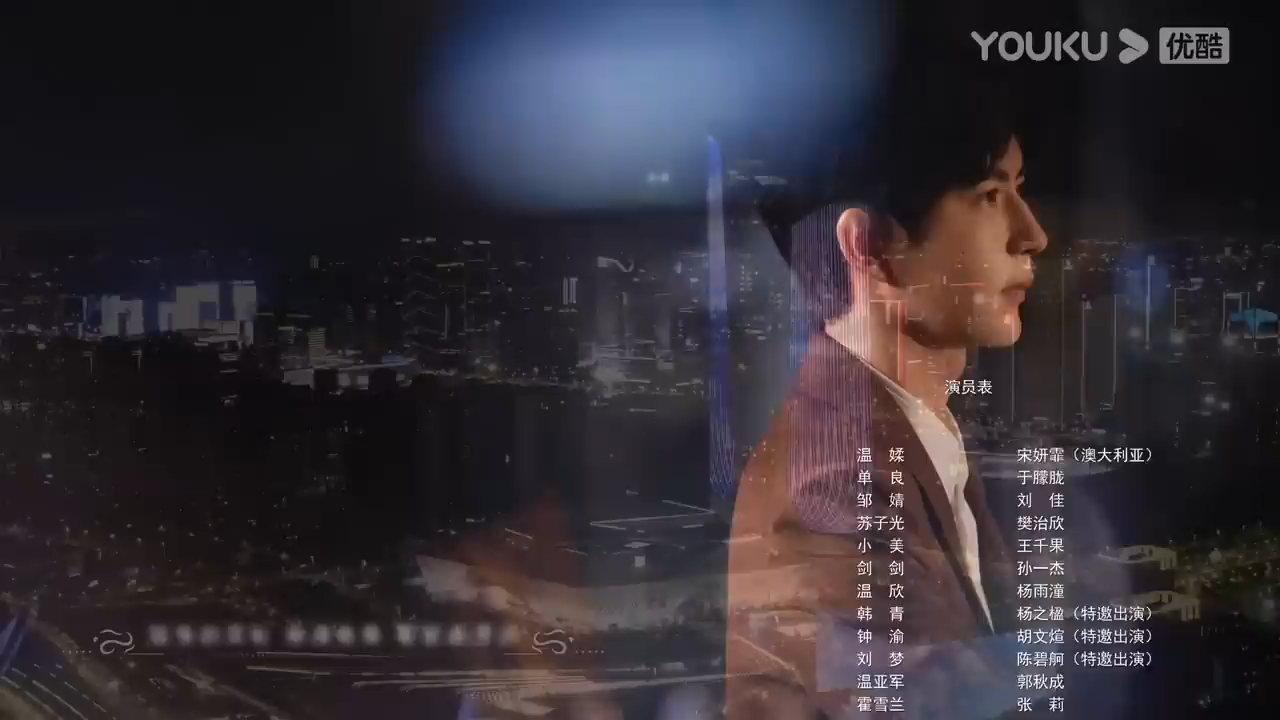 YOUKU 优酷
演员表
温 婇 宋妍霏（澳大利亚）
单 良 于朦胧
邹 婧 刘 佳
苏子光 樊治欣
小 美 王千果
剑 剑 孙一杰
温 欣 杨雨潼
韩 青 杨之楹（特邀出演）
钟 渝 胡文煊（特邀出演）
刘 梦 陈碧舸（特邀出演）
温亚军 郭秋成
霍雪兰 张 莉